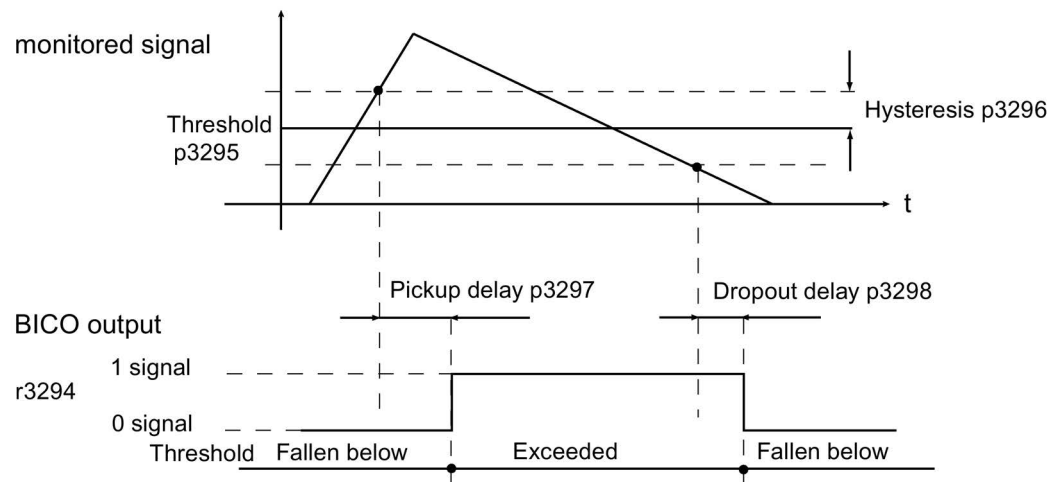 monitored signal
Hysteresis p3296
Threshold
p3295
t
Pickup delay p3297
Dropout delay p3298
BICO output
1 signal
r3294
0 signal
Threshold Fallen below Exceeded Fallen below